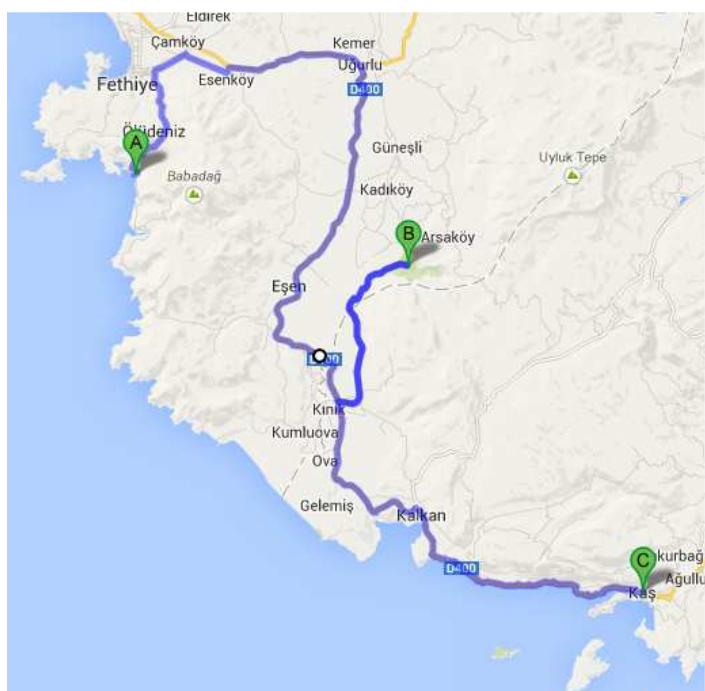 Eldirek
Çamköy
Kemer
Esenköy
Uğurlu
Fethiye
D400
Ölüdeniz
A
Güneşli
Uyluk Tepe
Babadağ
Kadıköy
B
Arsaköy
Eşen
Kınık
Kumluova
Ova
Gelemiş
Kalkan
D400
C
Ağullu
Kaş